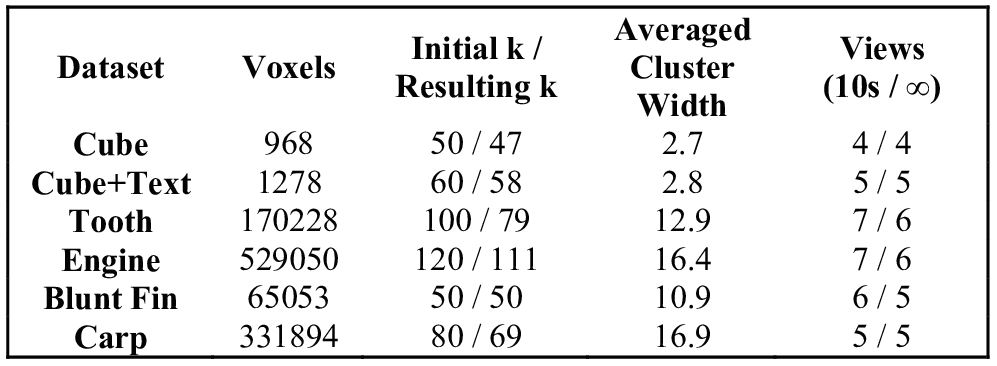 Dataset Voxels Initial k / Resulting k Averaged Cluster Width Views (10s / ∞)
Cube 968 50 / 47 2.7 4 / 4
Cube+Text 1278 60 / 58 2.8 5 / 5
Tooth 170228 100 / 79 12.9 7 / 6
Engine 529050 120 / 111 16.4 7 / 6
Blunt Fin 65053 50 / 50 10.9 6 / 5
Carp 331894 80 / 69 16.9 5 / 5